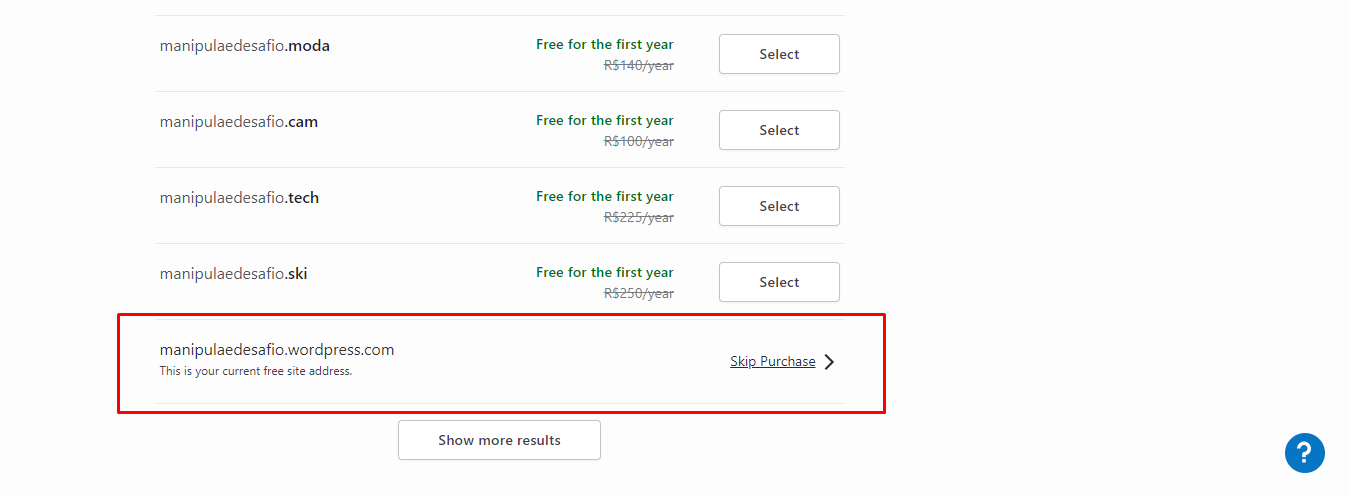 manipulaedesafio.moda
Free for the first year
R$140/year
Select
manipulaedesafio.cam
Free for the first year
R$100/year
Select
manipulaedesafio.tech
Free for the first year
R$225/year
Select
manipulaedesafio.ski
Free for the first year
R$250/year
Select
manipulaedesafio.wordpress.com
This is your current free site address.
Skip Purchase
Show more results
?